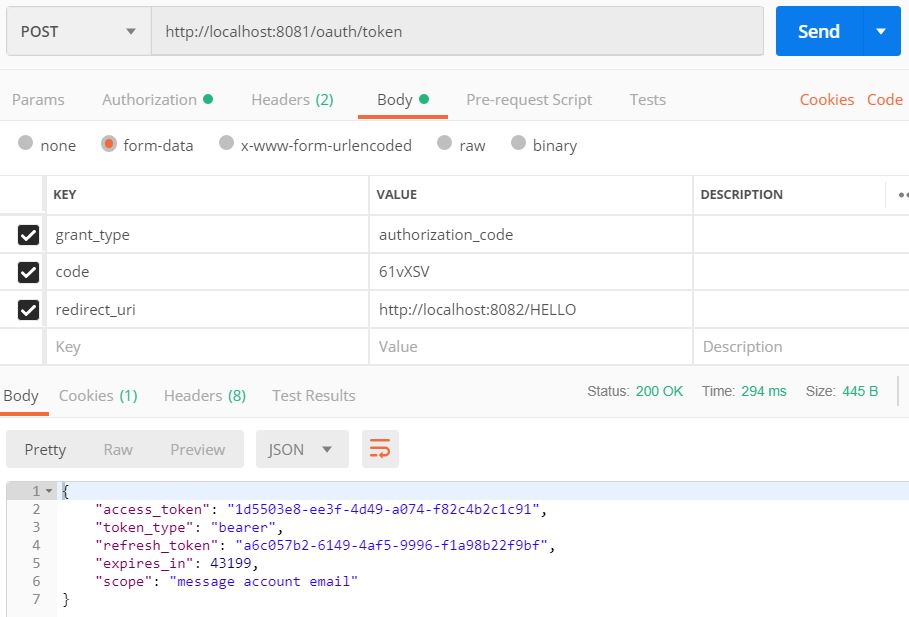 POST http://localhost:8081/oauth/token Send
Params Authorization Headers (2) Body Pre-request Script Tests Cookies Code
none form-data x-www-form-urlencoded raw binary
KEY VALUE DESCRIPTION
grant_type authorization_code
code 61vXSV
redirect_uri http://localhost:8082/HELLO
Key Value Description
Body Cookies (1) Headers (8) Test Results Status: 200 OK Time: 294 ms Size: 445 B
Pretty Raw Preview JSON
1 {
2 "access_token": "1d5503e8-ee3f-4d49-a074-f82c4b2c1c91",
3 "token_type": "bearer",
4 "refresh_token": "a6c057b2-6149-4af5-9996-f1a98b22f9bf",
5 "expires_in": 43199,
6 "scope": "message account email"
7 }